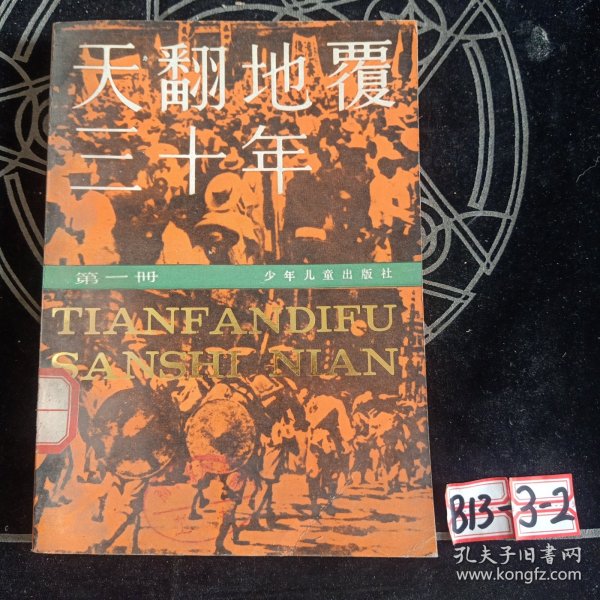 天翻地覆
三十年
第一册
少年儿童出版社
TIANFANDIFU
SANSHI NIAN
B13-3-2
孔夫子旧书网
www.kongfz.com